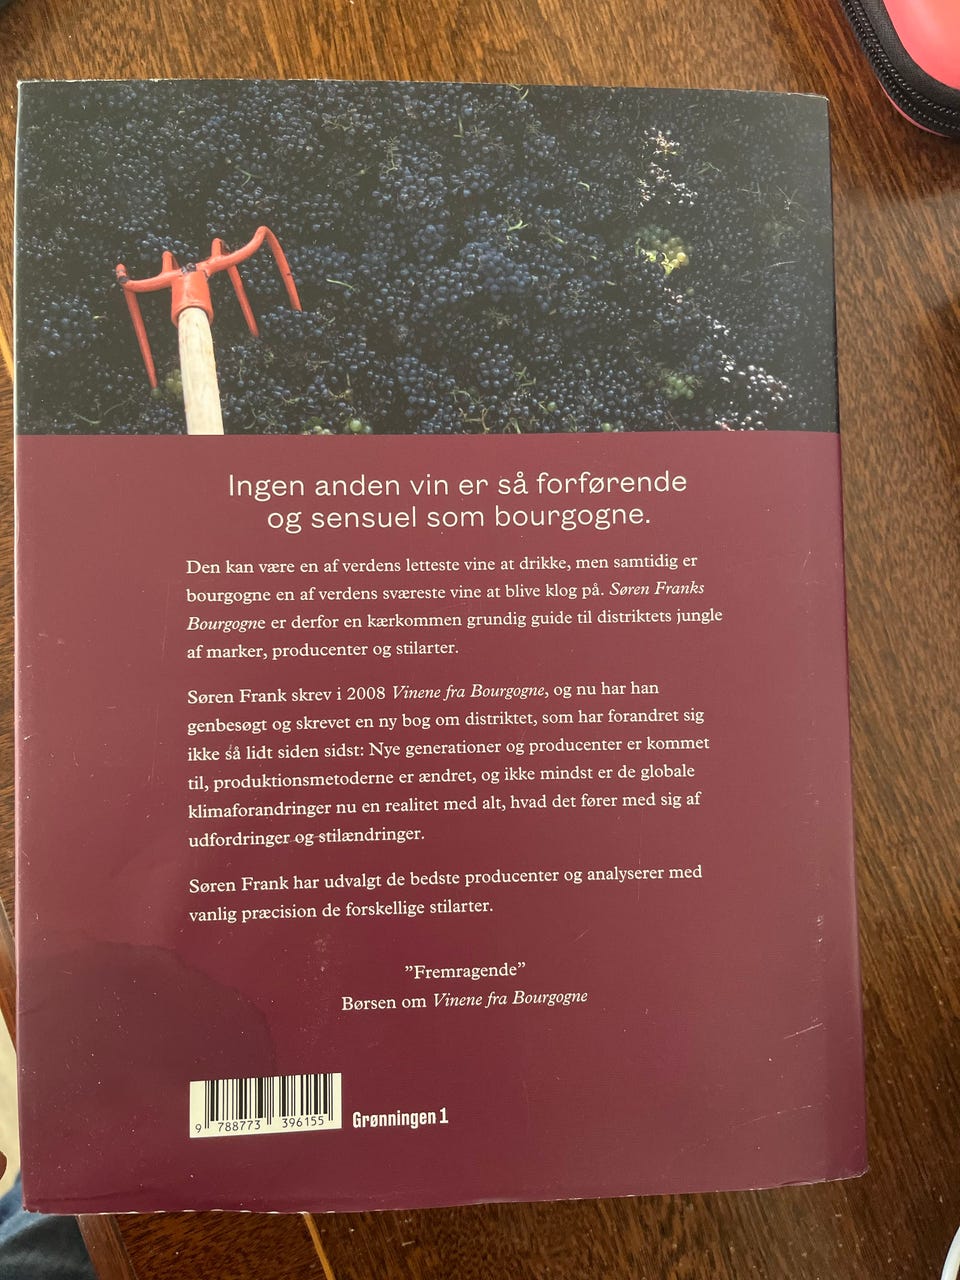 Ingen anden vin er så forførende
og sensuel som bourgogne.
Den kan være en af verdens letteste vine at drikke, men samtidig er
bourgogne en af verdens sværeste vine at blive klog på. Søren Franks
Bourgogne er derfor en kærkommen grundig guide til distriktets jungle
af marker, producenter og stilarter.
Søren Frank skrev i 2008 Vinene fra Bourgogne, og nu har han
genbesøgt og skrevet en ny bog om distriktet, som har forandret sig
ikke så lidt siden sidst: Nye generationer og producenter er kommet
til, produktionsmetoderne er ændret, og ikke mindst er de globale
klimaforandringer nu en realitet med alt, hvad det fører med sig af
udfordringer og stilændringer.
Søren Frank har udvalgt de bedste producenter og analyserer med
vanlig præcision de forskellige stilarter.
”Fremragende”
Børsen om Vinene fra Bourgogne
9 788773 396155
Grønningen 1